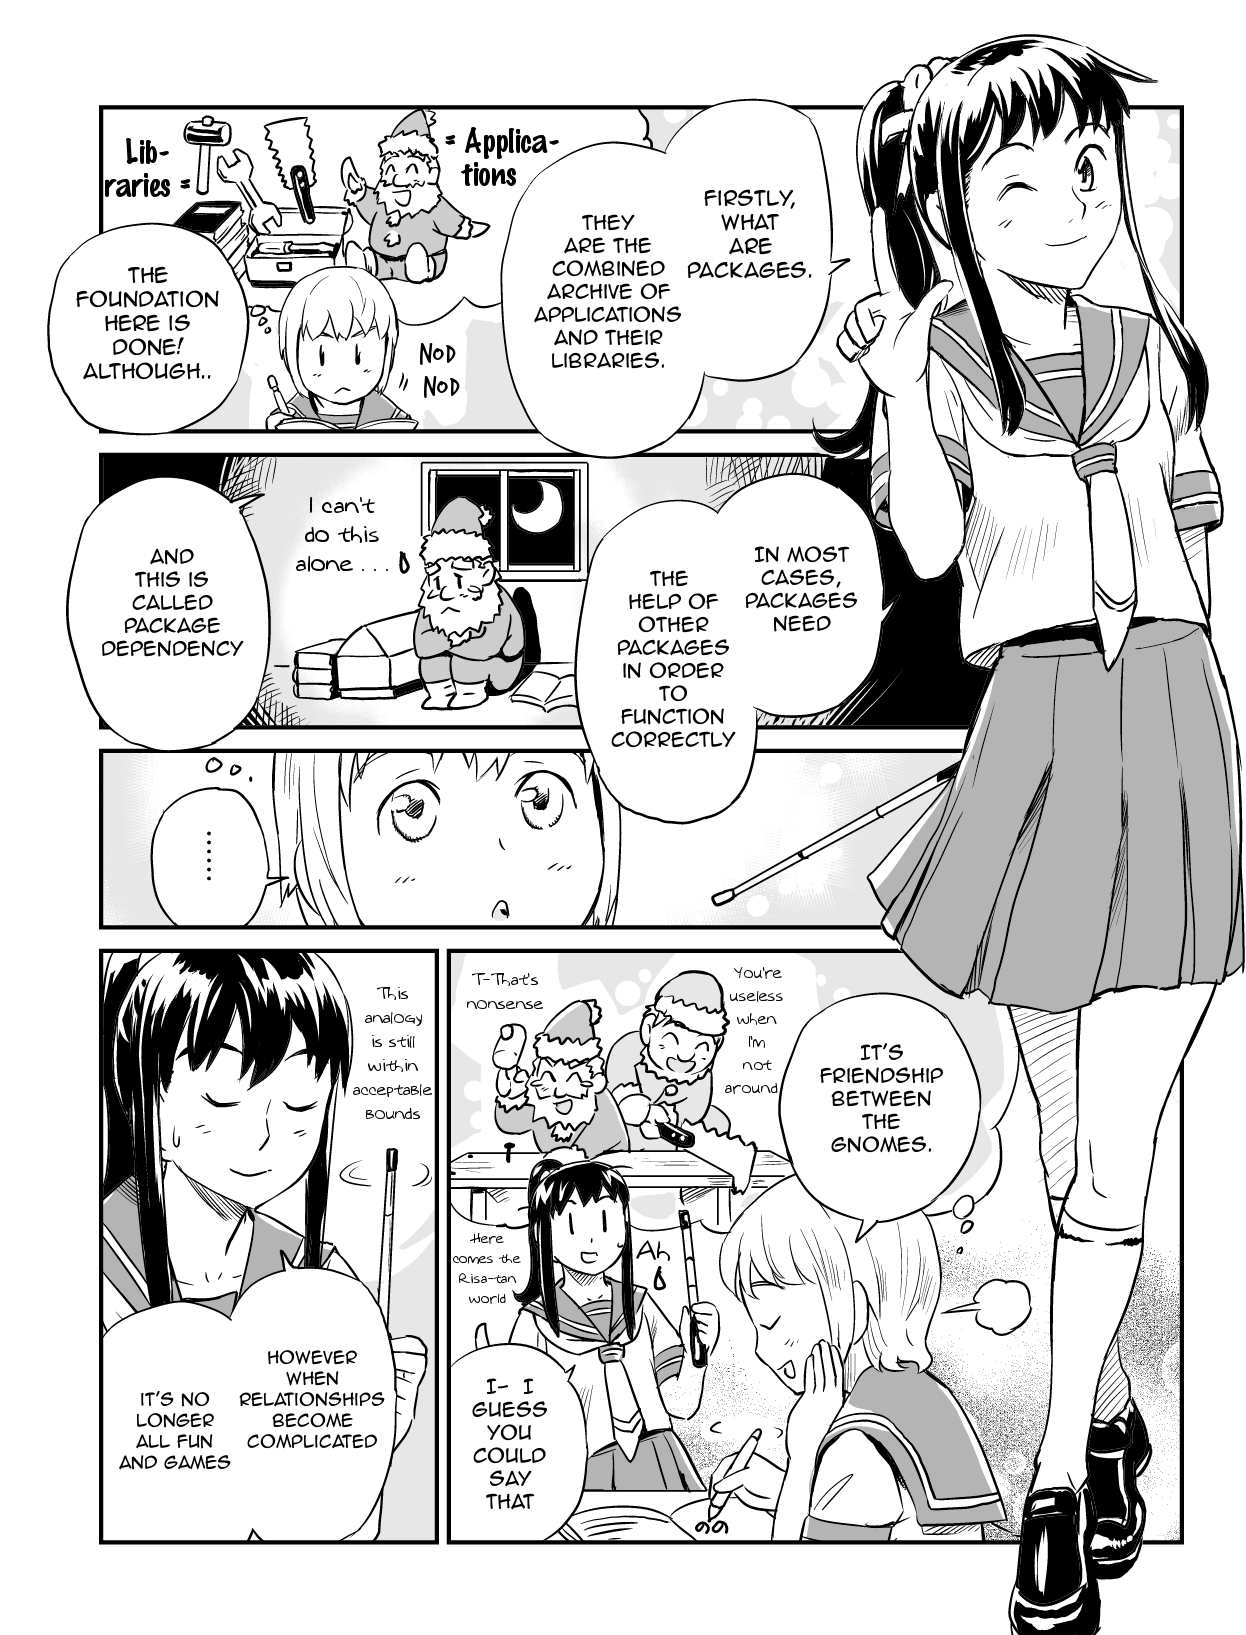 FIRSTLY,
WHAT
ARE
PACKAGES.
THEY
ARE THE
COMBINED
ARCHIVE OF
APPLICATIONS
AND THEIR
LIBRARIES.
Lib-
raries =
= Applica-
tions
NOD
NOD
THE
FOUNDATION
HERE IS
DONE!
ALTHOUGH..
IN MOST
CASES,
PACKAGES
NEED
THE
HELP OF
OTHER
PACKAGES
IN ORDER
TO
FUNCTION
CORRECTLY
I can't
do this
alone . . .
AND
THIS IS
CALLED
PACKAGE
DEPENDENCY
......
IT'S
FRIENDSHIP
BETWEEN
THE
GNOMES.
You're
useless
when
I'm
not
around
T-That's
nonsense
Here
comes the
Risa-tan
world
Ah
I- I
GUESS
YOU
COULD
SAY
THAT
This
analogy
is still
within
acceptable
bounds
HOWEVER
WHEN
RELATIONSHIPS
BECOME
COMPLICATED
IT'S NO
LONGER
ALL FUN
AND GAMES